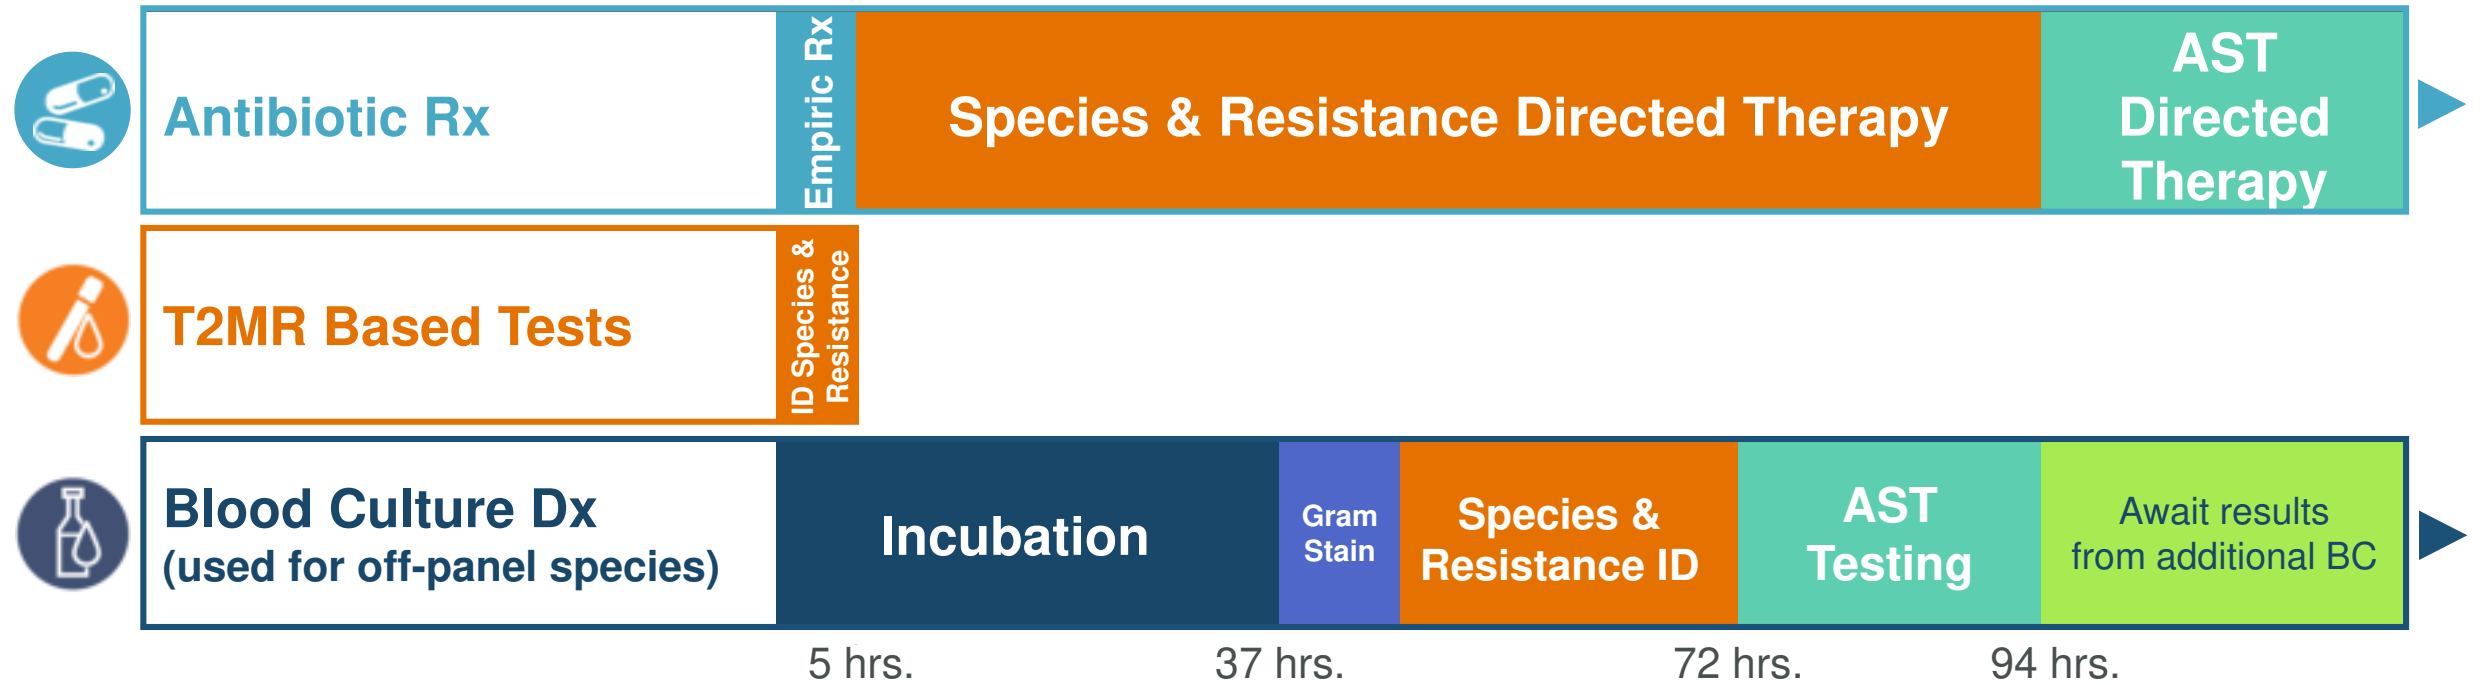 Antibiotic Rx
Empiric Rx
Species & Resistance Directed Therapy
AST
Directed
Therapy
T2MR Based Tests
ID Species &
Resistance
Blood Culture Dx
(used for off-panel species)
Incubation
Gram
Stain
Species &
Resistance ID
AST
Testing
Await results
from additional BC
5 hrs.
37 hrs.
72 hrs.
94 hrs.